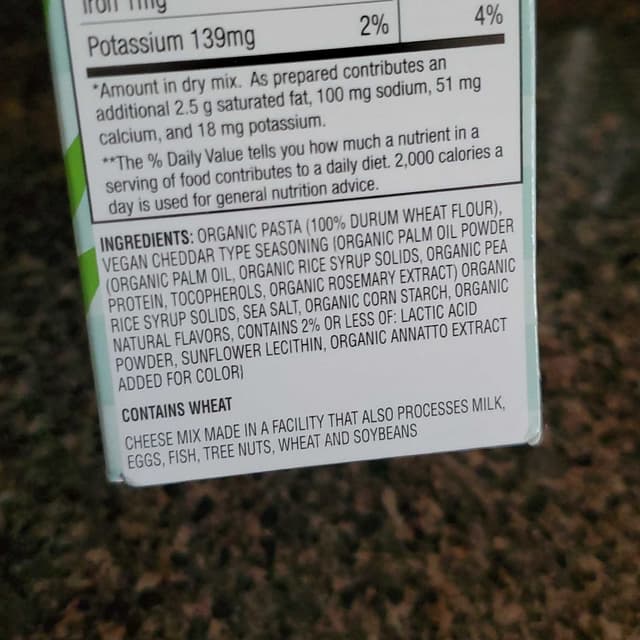 Iron 1mg
Potassium 139mg 2% 4%
*Amount in dry mix. As prepared contributes an
additional 2.5 g saturated fat, 100 mg sodium, 51 mg
calcium, and 18 mg potassium.
**The % Daily Value tells you how much a nutrient in a
serving of food contributes to a daily diet. 2,000 calories a
day is used for general nutrition advice.
INGREDIENTS: ORGANIC PASTA (100% DURUM WHEAT FLOUR),
VEGAN CHEDDAR TYPE SEASONING [ORGANIC PALM OIL POWDER
(ORGANIC PALM OIL, ORGANIC RICE SYRUP SOLIDS, ORGANIC PEA
PROTEIN, TOCOPHEROLS, ORGANIC ROSEMARY EXTRACT) ORGANIC
RICE SYRUP SOLIDS, SEA SALT, ORGANIC CORN STARCH, ORGANIC
NATURAL FLAVORS, CONTAINS 2% OR LESS OF: LACTIC ACID
POWDER, SUNFLOWER LECITHIN, ORGANIC ANNATTO EXTRACT
ADDED FOR COLOR]
CONTAINS WHEAT
CHEESE MIX MADE IN A FACILITY THAT ALSO PROCESSES MILK,
EGGS, FISH, TREE NUTS, WHEAT AND SOYBEANS